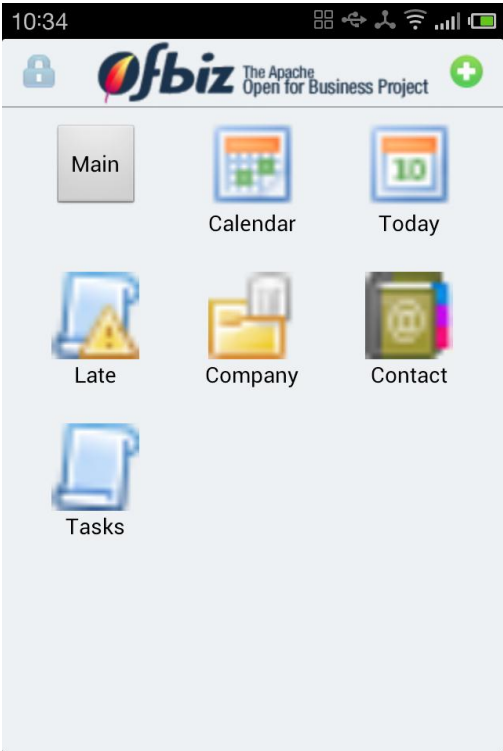 10:34
Ofbiz The Apache
Open for Business Project
Main
10
Calendar
Today
@
Late
Company
Contact
Tasks